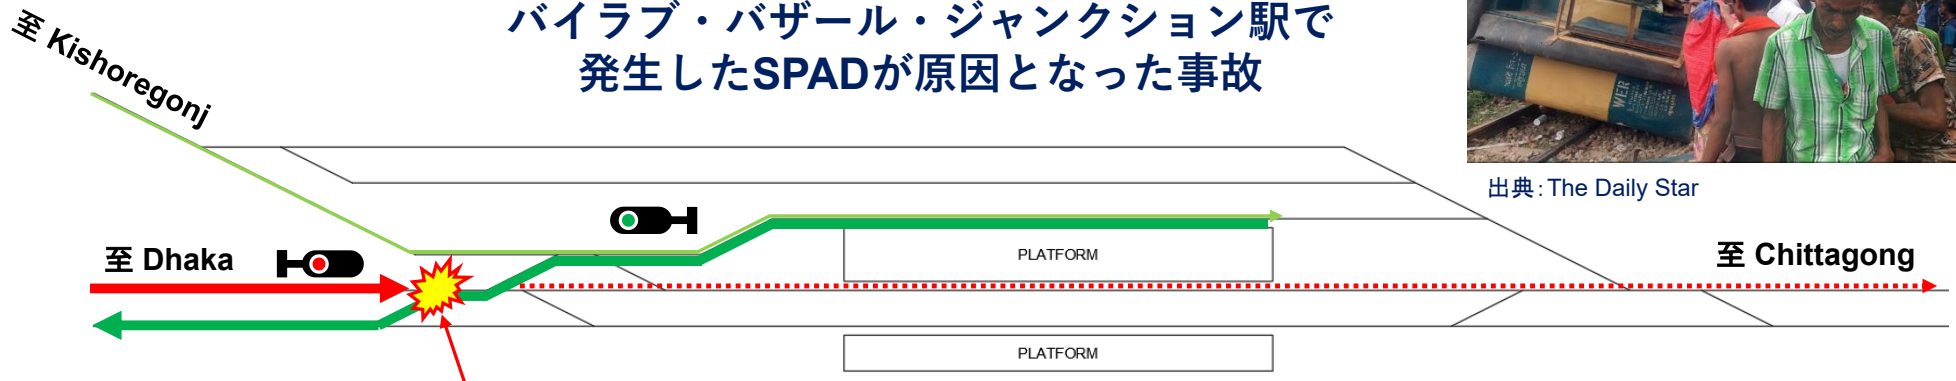 バイラブ・バザール・ジャンクション駅で
発生したSPADが原因となった事故
至 Kishoregonj
WER
出典：The Daily Star
至 Dhaka
PLATFORM
至 Chittagong
PLATFORM